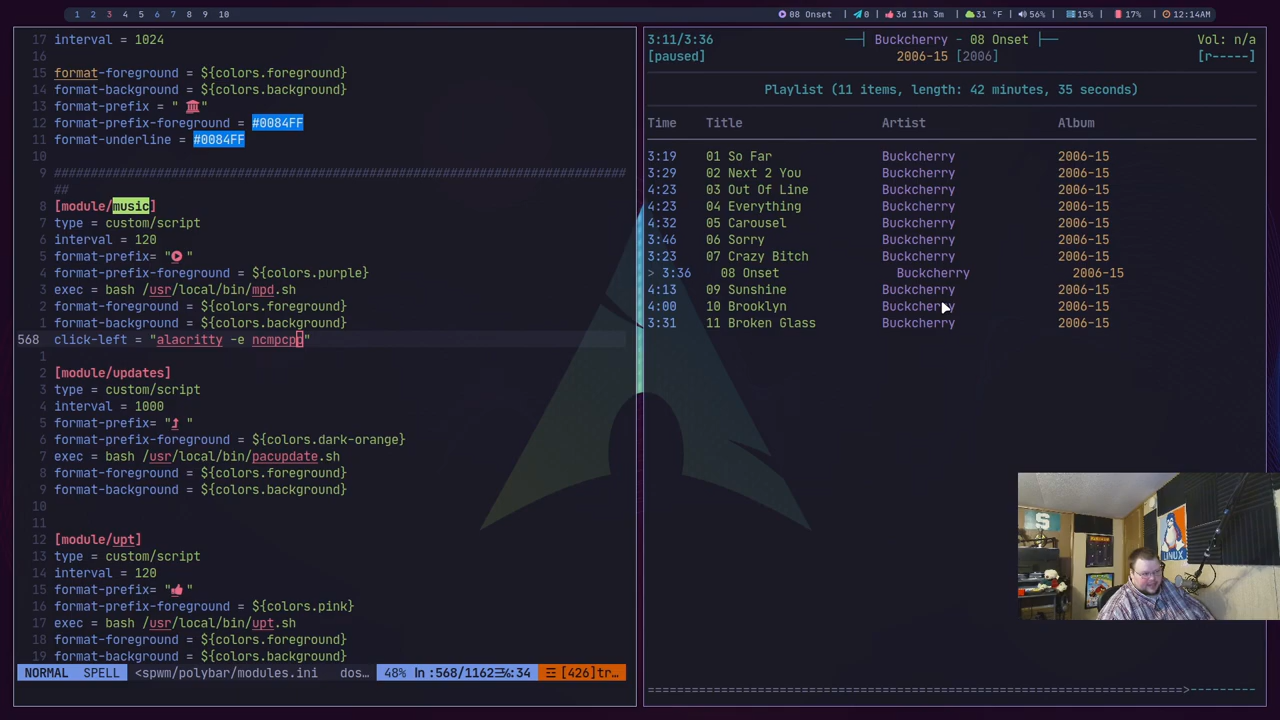 1 2 3 4 5 6 7 8 9 10
08 Onset 0 3d 11h 3m 31 °F 56% 15% 17% 12:14AM
17 interval = 1024
16
15 format-foreground = ${colors.foreground}
14 format-background = ${colors.background}
13 format-prefix = " "
12 format-prefix-foreground = #0084FF
11 format-underline = #0084FF
10
9 ##############################################################################
##
8 [module/music]
7 type = custom/script
6 interval = 120
5 format-prefix= " "
4 format-prefix-foreground = ${colors.purple}
3 exec = bash /usr/local/bin/mpd.sh
2 format-foreground = ${colors.foreground}
1 format-background = ${colors.background}
568 click-left = "alacritty -e ncmpcpp"
1
2 [module/updates]
3 type = custom/script
4 interval = 1000
5 format-prefix= " "
6 format-prefix-foreground = ${colors.dark-orange}
7 exec = bash /usr/local/bin/pacupdate.sh
8 format-foreground = ${colors.foreground}
9 format-background = ${colors.background}
10
11
12 [module/upt]
13 type = custom/script
14 interval = 120
15 format-prefix= " "
16 format-prefix-foreground = ${colors.pink}
17 exec = bash /usr/local/bin/upt.sh
18 format-foreground = ${colors.foreground}
19 format-background = ${colors.background}
NORMAL SPELL <spwm/polybar/modules.ini dos… 48% ln :568/1162 :34 [426]tr…
3:11/3:36 Buckcherry - 08 Onset Vol: n/a
[paused] 2006-15 [2006] [r-----]
Playlist (11 items, length: 42 minutes, 35 seconds)
Time Title Artist Album
3:19 01 So Far Buckcherry 2006-15
3:29 02 Next 2 You Buckcherry 2006-15
4:23 03 Out Of Line Buckcherry 2006-15
4:23 04 Everything Buckcherry 2006-15
4:32 05 Carousel Buckcherry 2006-15
3:46 06 Sorry Buckcherry 2006-15
3:23 07 Crazy Bitch Buckcherry 2006-15
> 3:36 08 Onset Buckcherry 2006-15
4:13 09 Sunshine Buckcherry 2006-15
4:00 10 Brooklyn Buckcherry 2006-15
3:31 11 Broken Glass Buckcherry 2006-15
S
LINUX